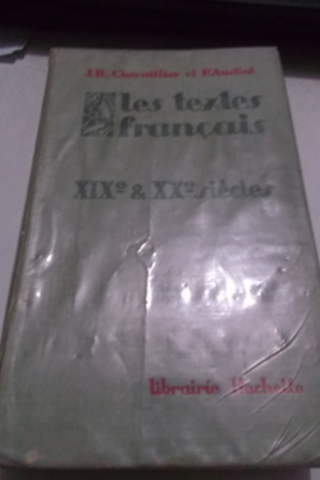 J.R. Chevaillier et P. Audiat
les textes
français
XIXe & XXe siècles
librairie Hachette